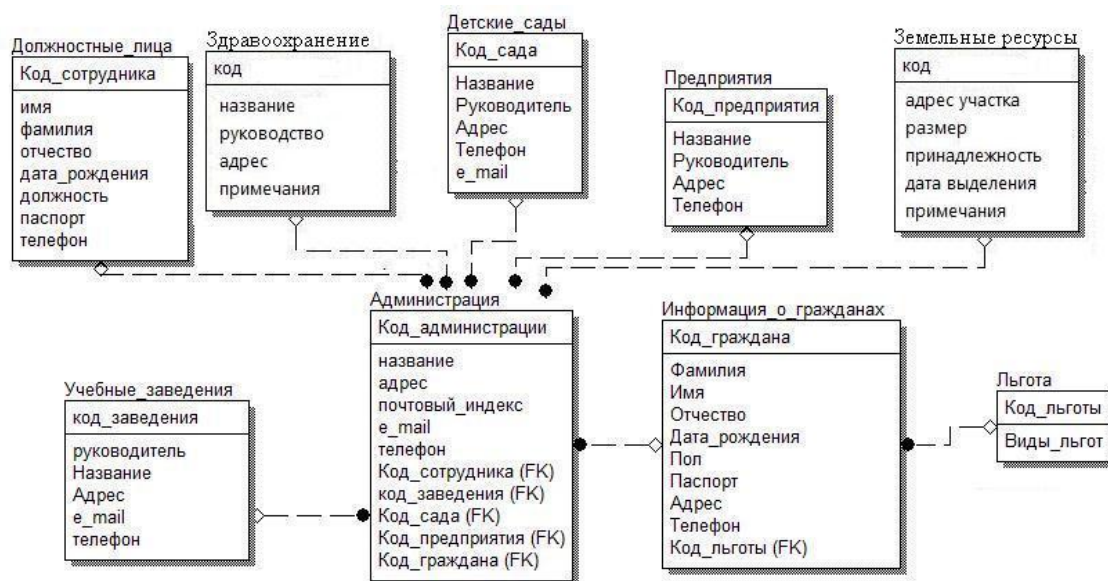 Должностные_лица
Код_сотрудника
имя
фамилия
отчество
дата_рождения
должность
паспорт
телефон
Здравоохранение
код
название
руководство
адрес
примечания
Детские_сады
Код_сада
Название
Руководитель
Адрес
Телефон
e_mail
Предприятия
Код_предприятия
Название
Руководитель
Адрес
Телефон
Земельные ресурсы
код
адрес участка
размер
принадлежность
дата выделения
примечания
Учебные_заведения
код_заведения
руководитель
Название
Адрес
e_mail
телефон
Администрация
Код_администрации
название
адрес
почтовый_индекс
e_mail
телефон
Код_сотрудника (FK)
код_заведения (FK)
Код_сада (FK)
Код_предприятия (FK)
Код_граждана (FK)
Информация_о_гражданах
Код_граждана
Фамилия
Имя
Отчество
Дата_рождения
Пол
Паспорт
Адрес
Телефон
Код_льготы (FK)
Льгота
Код_льготы
Виды_льгот